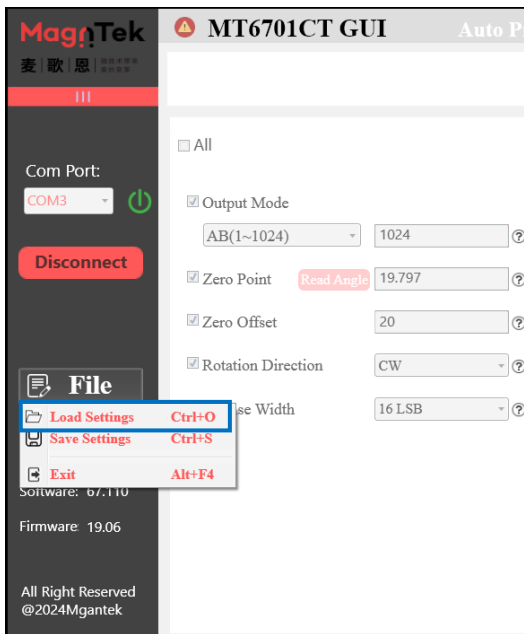 MagnTek
麦歌恩
MT6701CT GUI
Auto P
All
Com Port:
COM3
Disconnect
Output Mode
AB(1~1024)
1024
Zero Point
Read Angle
19.797
Zero Offset
20
Rotation Direction
CW
se Width
16 LSB
File
Load Settings Ctrl+O
Save Settings Ctrl+S
Exit Alt+F4
Software: 67.110
Firmware: 19.06
All Right Reserved
@2024Mgantek